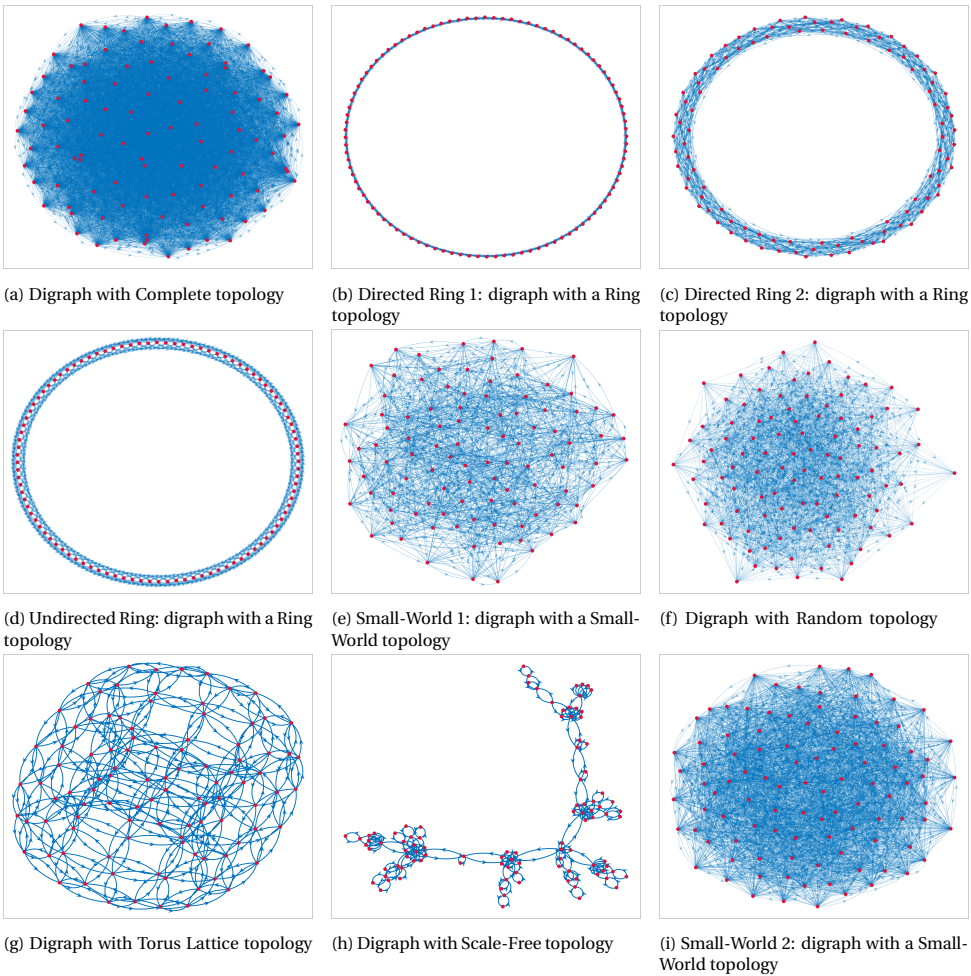 (a) Digraph with Complete topology
(b) Directed Ring 1: digraph with a Ring
topology
(c) Directed Ring 2: digraph with a Ring
topology
(d) Undirected Ring: digraph with a Ring
topology
(e) Small-World 1: digraph with a Small-
World topology
(f) Digraph with Random topology
(g) Digraph with Torus Lattice topology
(h) Digraph with Scale-Free topology
(i) Small-World 2: digraph with a Small-
World topology